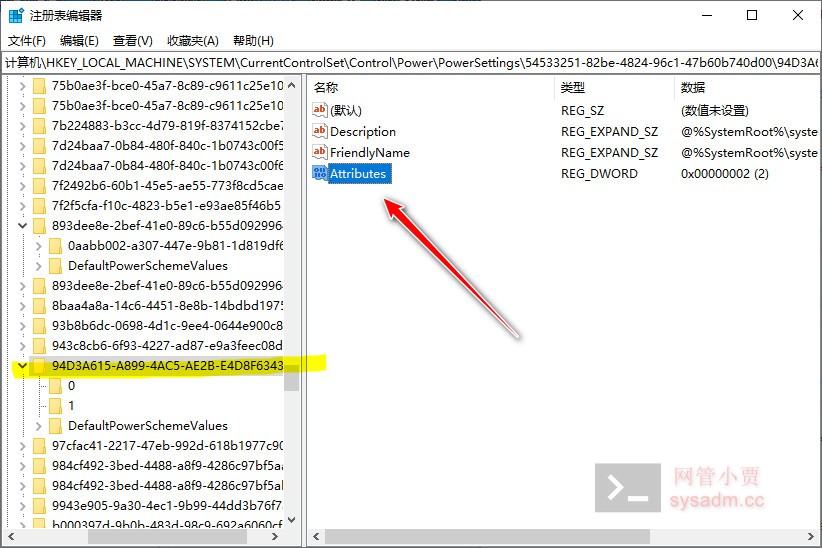 注册表编辑器
文件(F) 编辑(E) 查看(V) 收藏夹(A) 帮助(H)
计算机\HKEY_LOCAL_MACHINE\SYSTEM\CurrentControlSet\Control\Power\PowerSettings\54533251-82be-4824-96c1-47b60b740d00\94D3A6
75b0ae3f-bce0-45a7-8c89-c9611c25e10
75b0ae3f-bce0-45a7-8c89-c9611c25e10
7b224883-b3cc-4d79-819f-8374152cbe7
7d24baa7-0b84-480f-840c-1b0743c00f5
7d24baa7-0b84-480f-840c-1b0743c00f6
7f2492b6-60b1-45e5-ae55-773f8cd5cae
7f2f5cfa-f10c-4823-b5e1-e93ae85f46b5
893dee8e-2bef-41e0-89c6-b55d0929964
0aabb002-a307-447e-9b81-1d819df6
DefaultPowerSchemeValues
893dee8e-2bef-41e0-89c6-b55d0929964
8baa4a8a-14c6-4451-8e8b-14bdbd1975
93b8b6dc-0698-4d1c-9ee4-0644e900c8
943c8cb6-6f93-4227-ad87-e9a3feec08d
94D3A615-A899-4AC5-AE2B-E4D8F6343
0
1
DefaultPowerSchemeValues
97cfac41-2217-47eb-992d-618b1977c90
984cf492-3bed-4488-a8f9-4286c97bf5aa
984cf492-3bed-4488-a8f9-4286c97bf5al
9943e905-9a30-4ec1-9b99-44dd3b76f7
b000397d-9b0b-483d-98c9-692a6060cf
名称 类型 数据
(默认) REG_SZ (数值未设置)
Description REG_EXPAND_SZ @%SystemRoot%\syste
FriendlyName REG_EXPAND_SZ @%SystemRoot%\syste
Attributes REG_DWORD 0x00000002 (2)
网管小贾
sysadm.cc